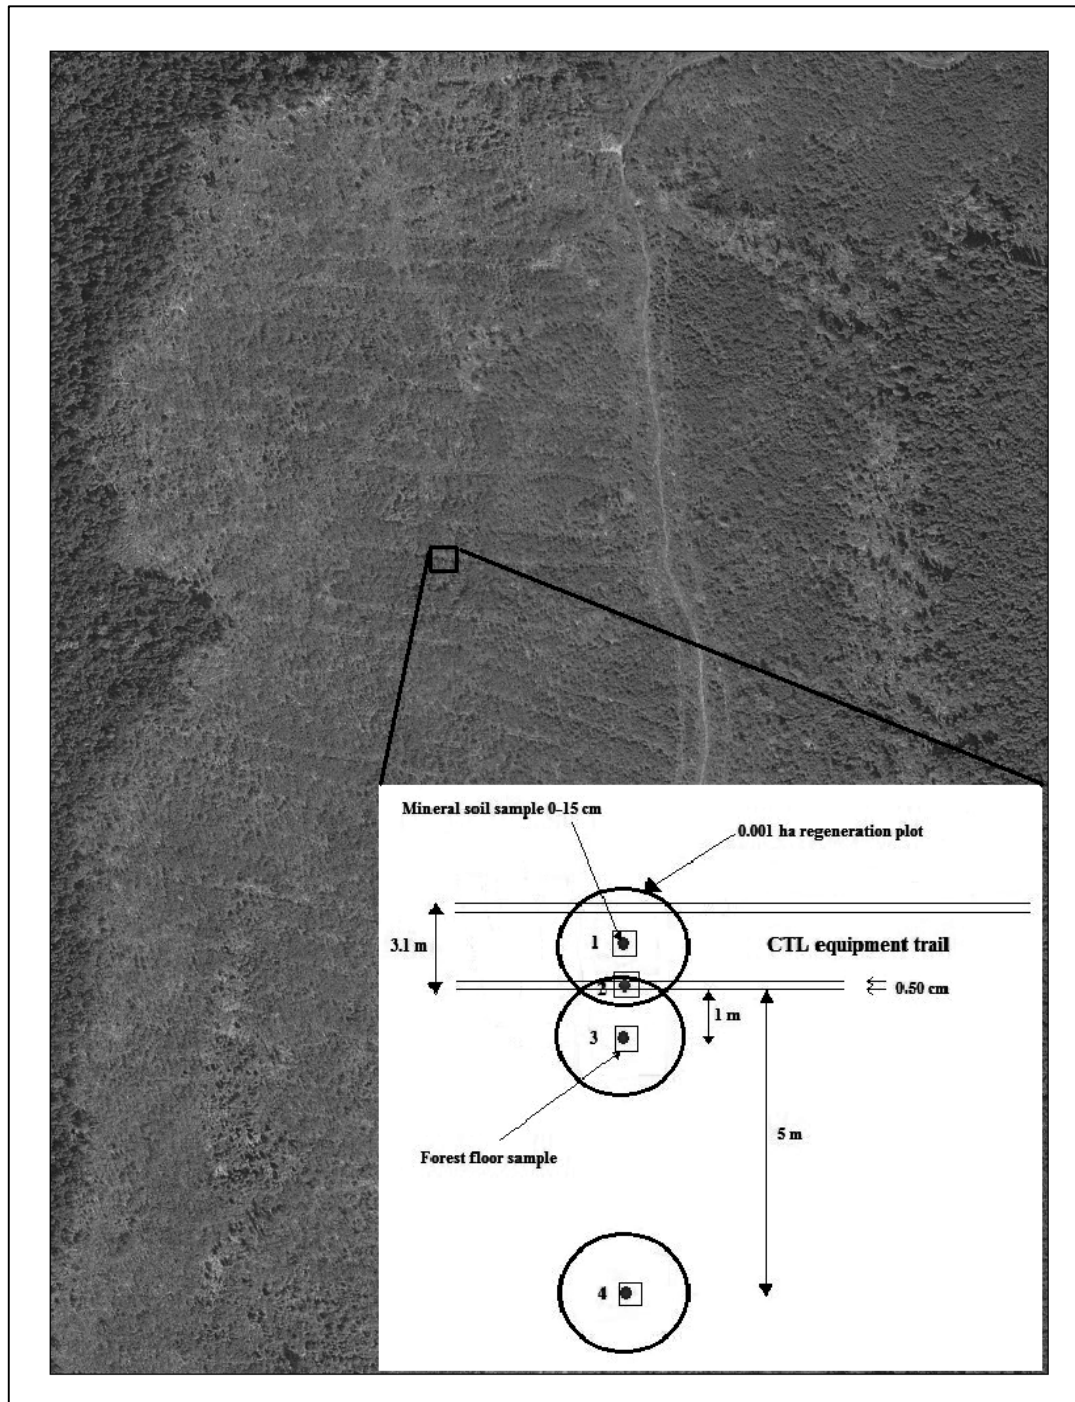 Mineral soil sample 0-15 cm
0.001 ha regeneration plot
3.1 m
1
CTL equipment trail
2
0.50 cm
1 m
3
5 m
Forest floor sample
4